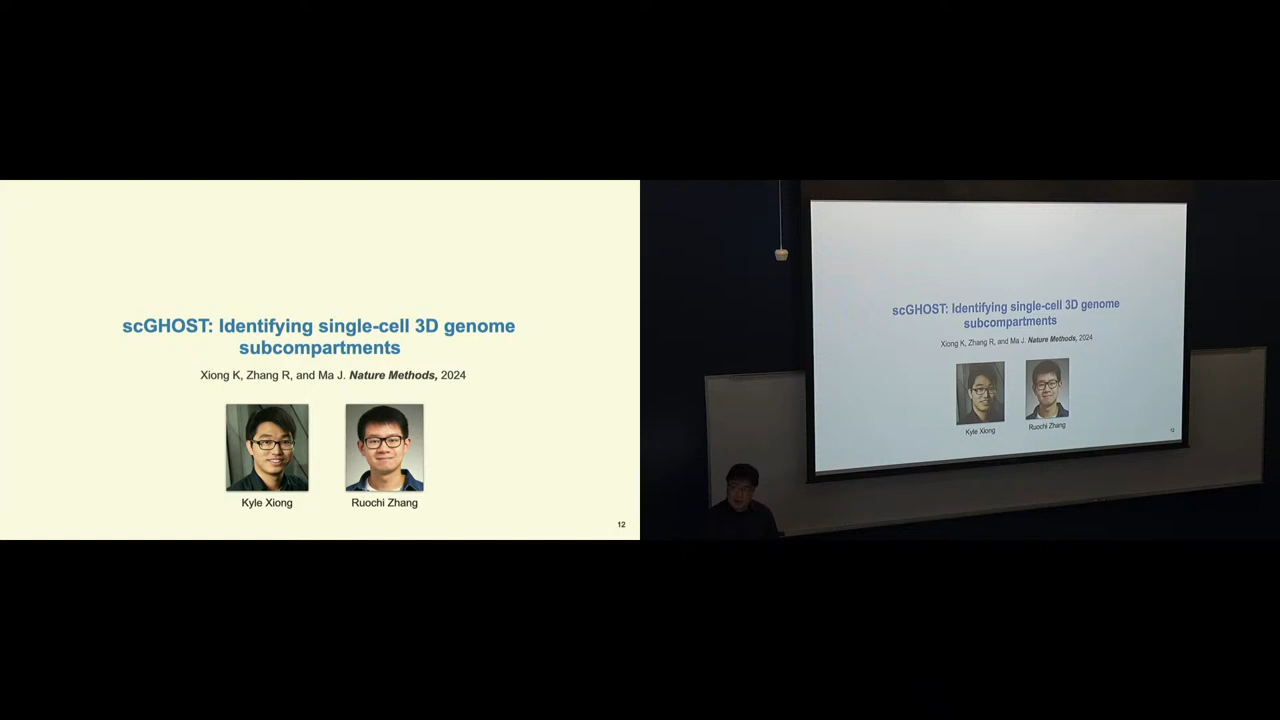 scGHOST: Identifying single-cell 3D genome
subcompartments
Xiong K, Zhang R, and Ma J. Nature Methods, 2024
Kyle Xiong
Ruochi Zhang
12
scGHOST: Identifying single-cell 3D genome
subcompartments
Xiong K, Zhang R, and Ma J. Nature Methods, 2024
Kyle Xiong
Ruochi Zhang
12